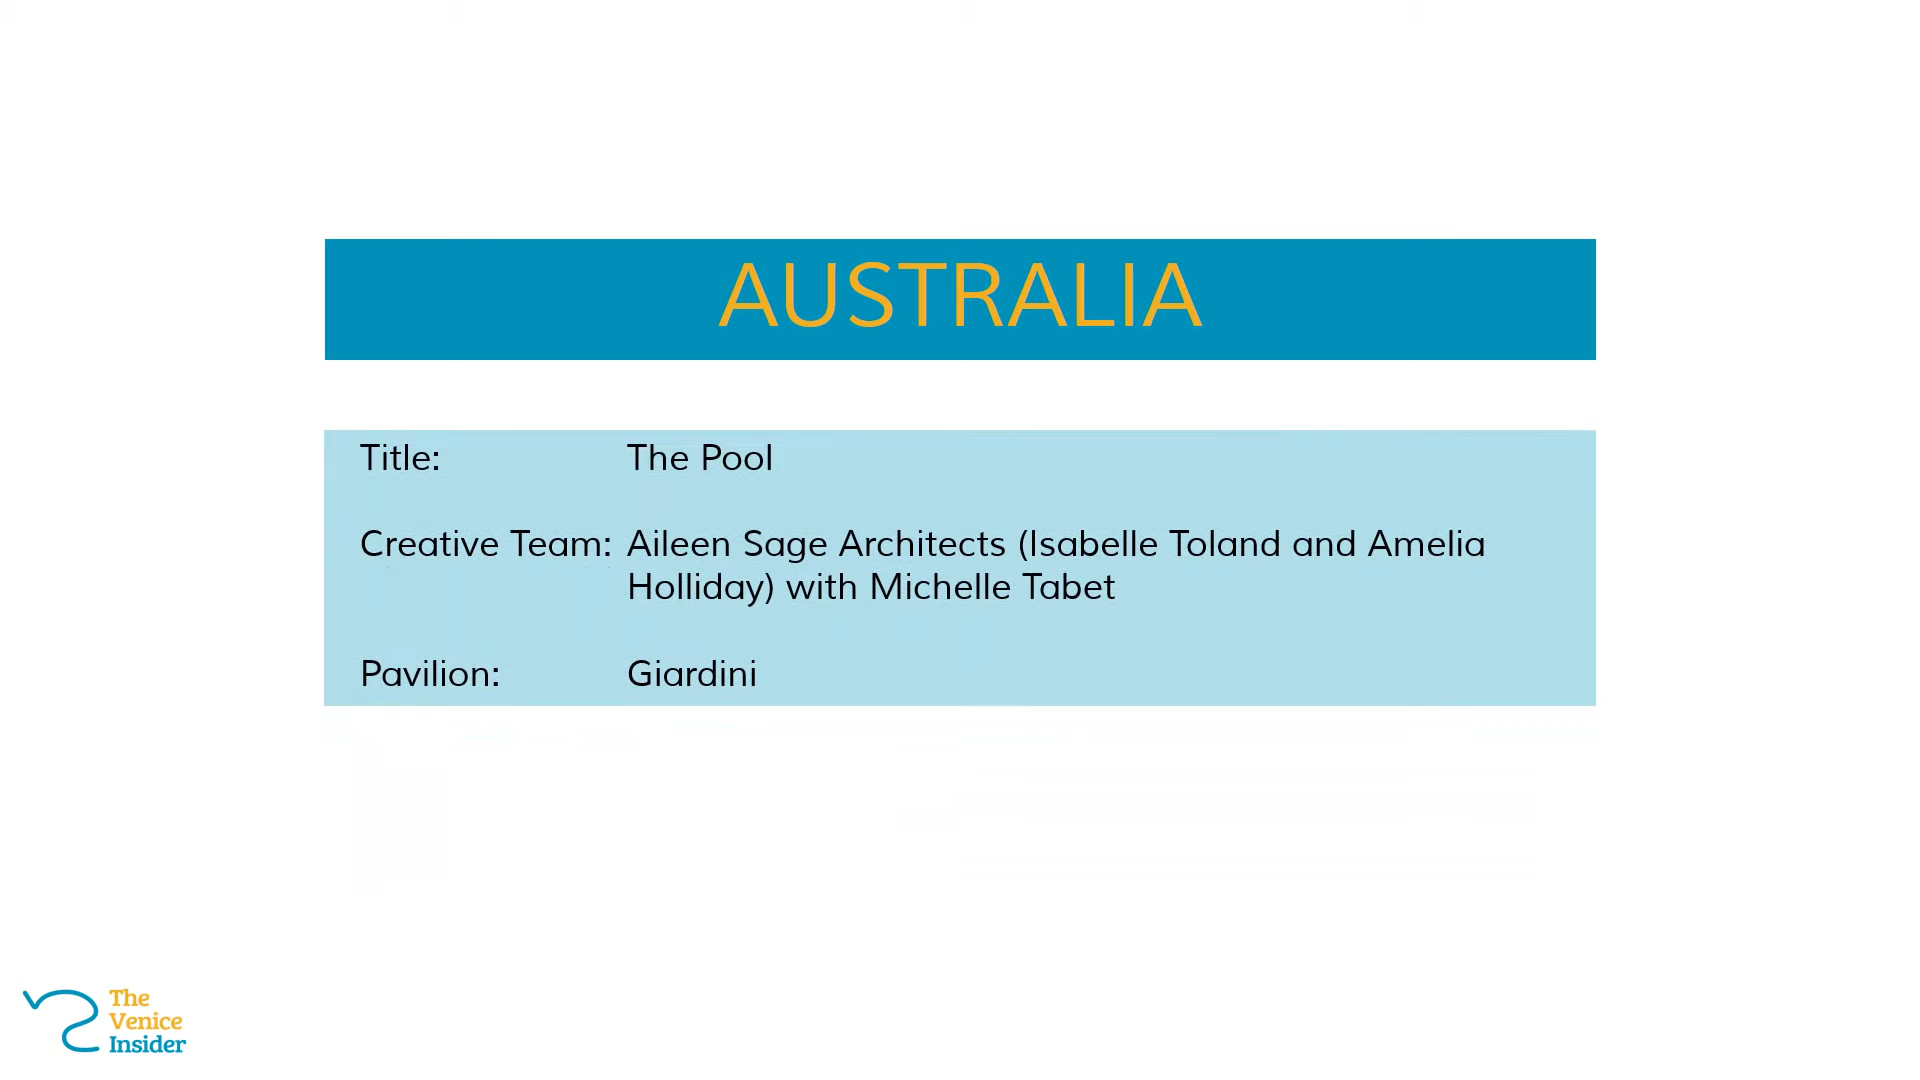 AUSTRALIA
Title: The Pool
Creative Team: Aileen Sage Architects (Isabelle Toland and Amelia
Holliday) with Michelle Tabet
Pavilion: Giardini
The
Venice
Insider